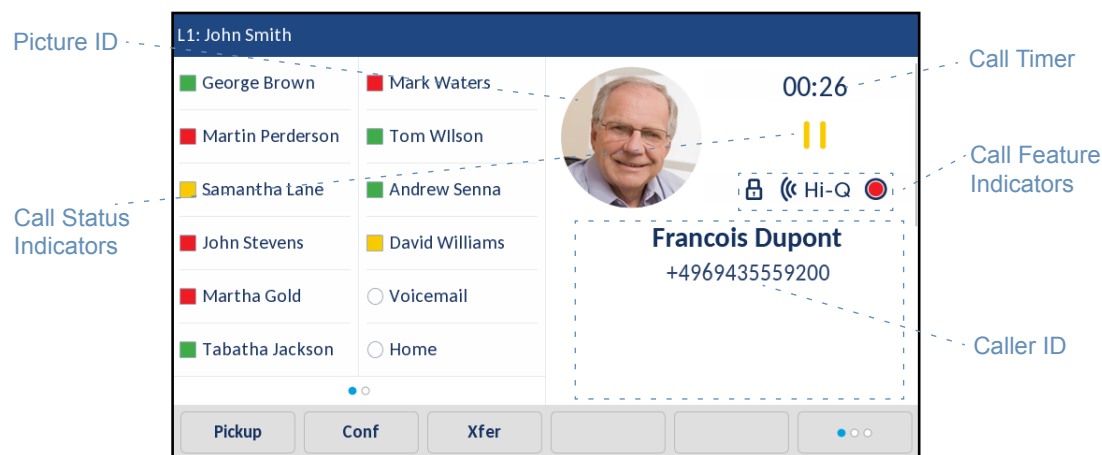 Picture ID
L1: John Smith
George Brown
Mark Waters
Martin Perderson
Tom WIlson
Samantha Lane
Andrew Senna
John Stevens
David Williams
Martha Gold
Voicemail
Tabatha Jackson
Home
Call Status
Indicators
00:26
Call Timer
Hi-Q
Call Feature
Indicators
Francois Dupont
+4969435559200
Caller ID
Pickup
Conf
Xfer